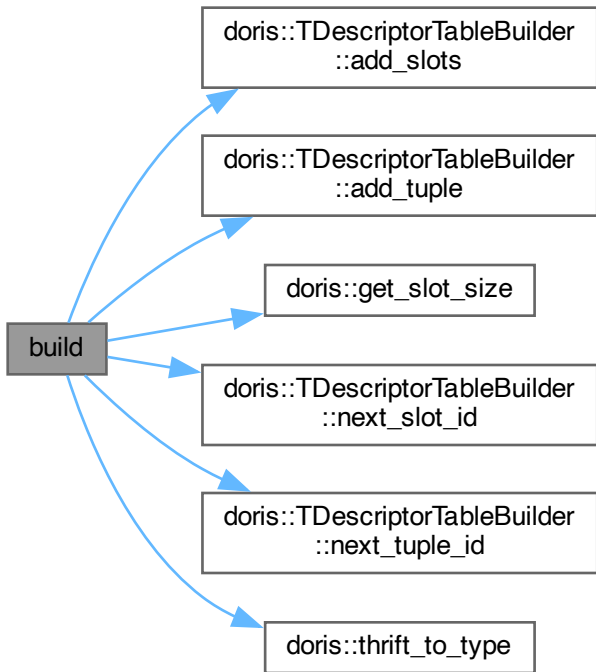 doris::TDescriptorTableBuilder
::add_slots
doris::TDescriptorTableBuilder
::add_tuple
doris::get_slot_size
build
doris::TDescriptorTableBuilder
::next_slot_id
doris::TDescriptorTableBuilder
::next_tuple_id
doris::thrift_to_type